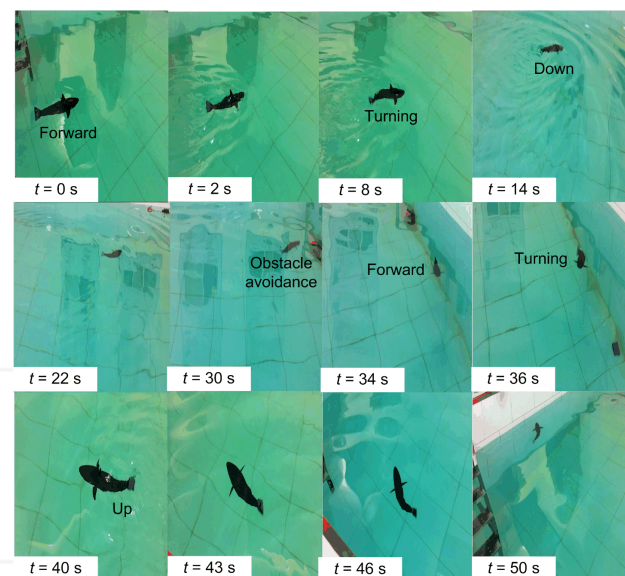 Forward
t = 0 s
t = 2 s
Turning
t = 8 s
Down
t = 14 s
t = 22 s
Obstacle
avoidance
t = 30 s
Forward
t = 34 s
Turning
t = 36 s
Up
t = 40 s
t = 43 s
t = 46 s
t = 50 s